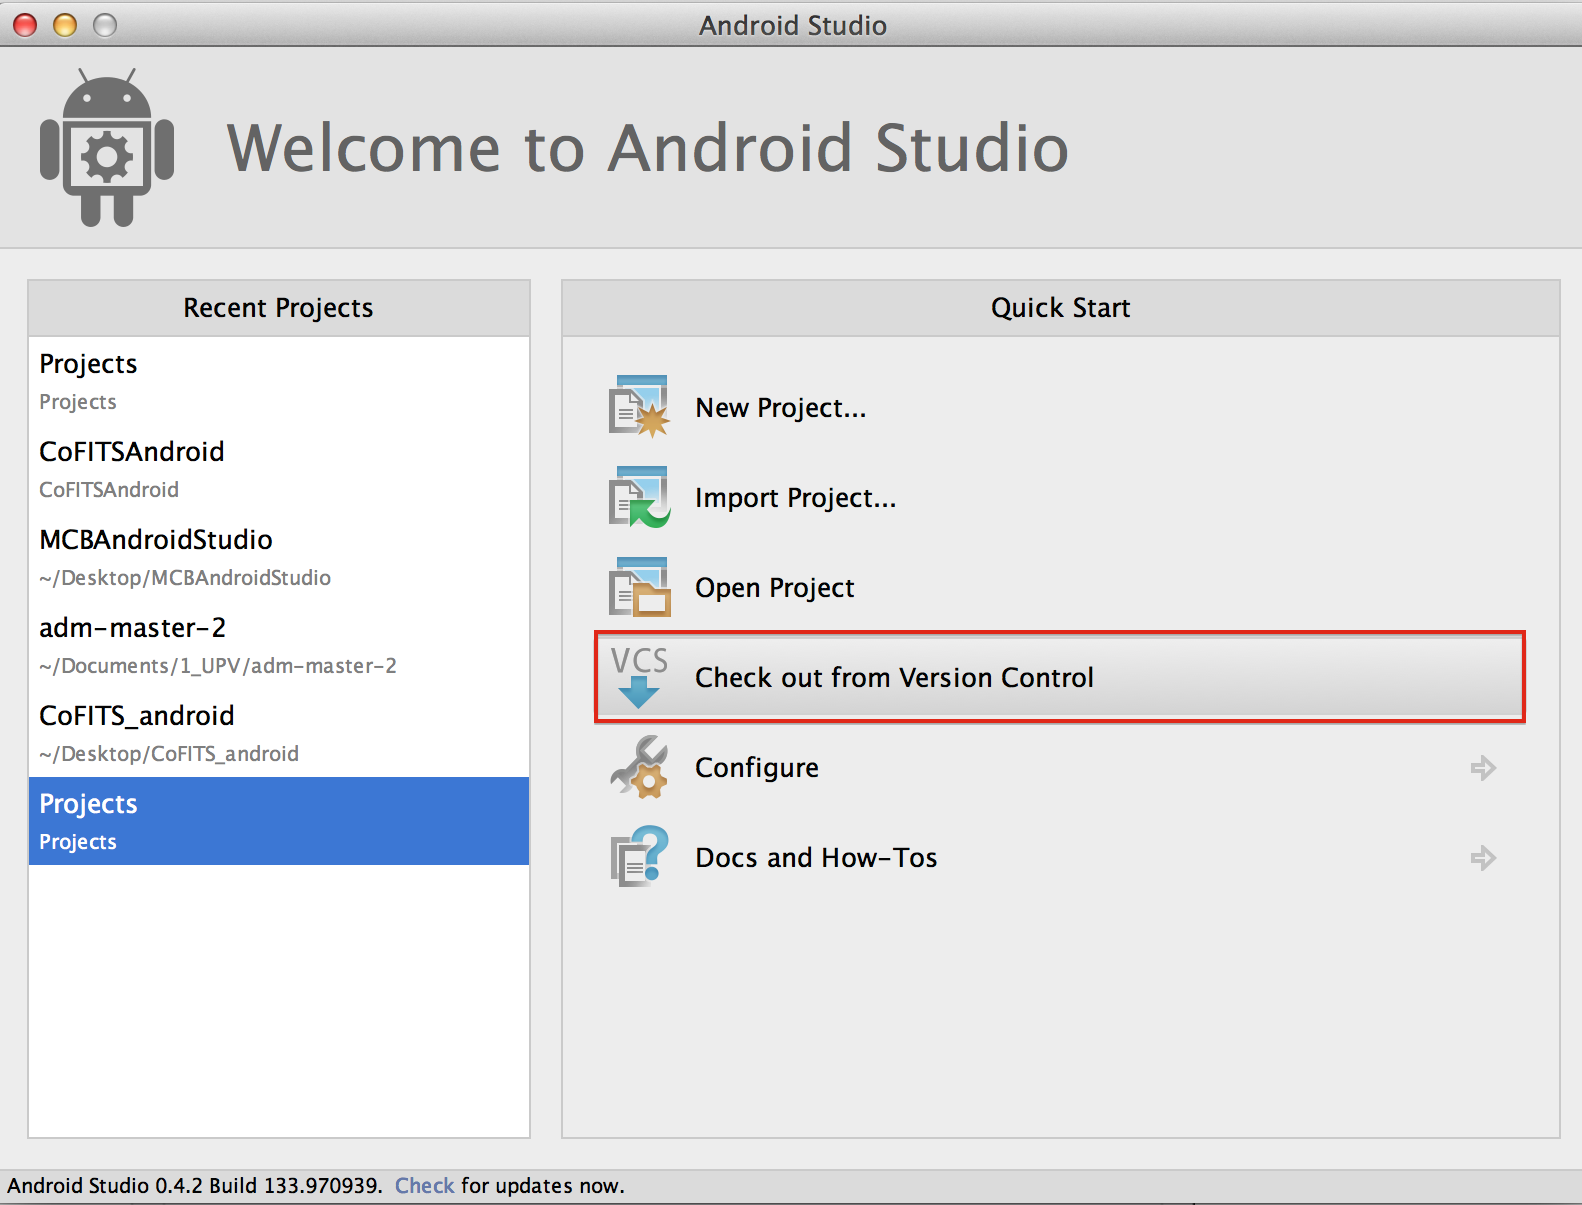 Android Studio
Welcome to Android Studio
Recent Projects
Projects
Projects
CoFITSAndroid
CoFITSAndroid
MCBAndroidStudio
~/Desktop/MCBAndroidStudio
adm-master-2
~/Documents/1_UPV/adm-master-2
CoFITS_android
~/Desktop/CoFITS_android
Projects
Projects
Quick Start
New Project...
Import Project...
Open Project
VCS
Check out from Version Control
Configure
Docs and How-Tos
Android Studio 0.4.2 Build 133.970939. Check for updates now.